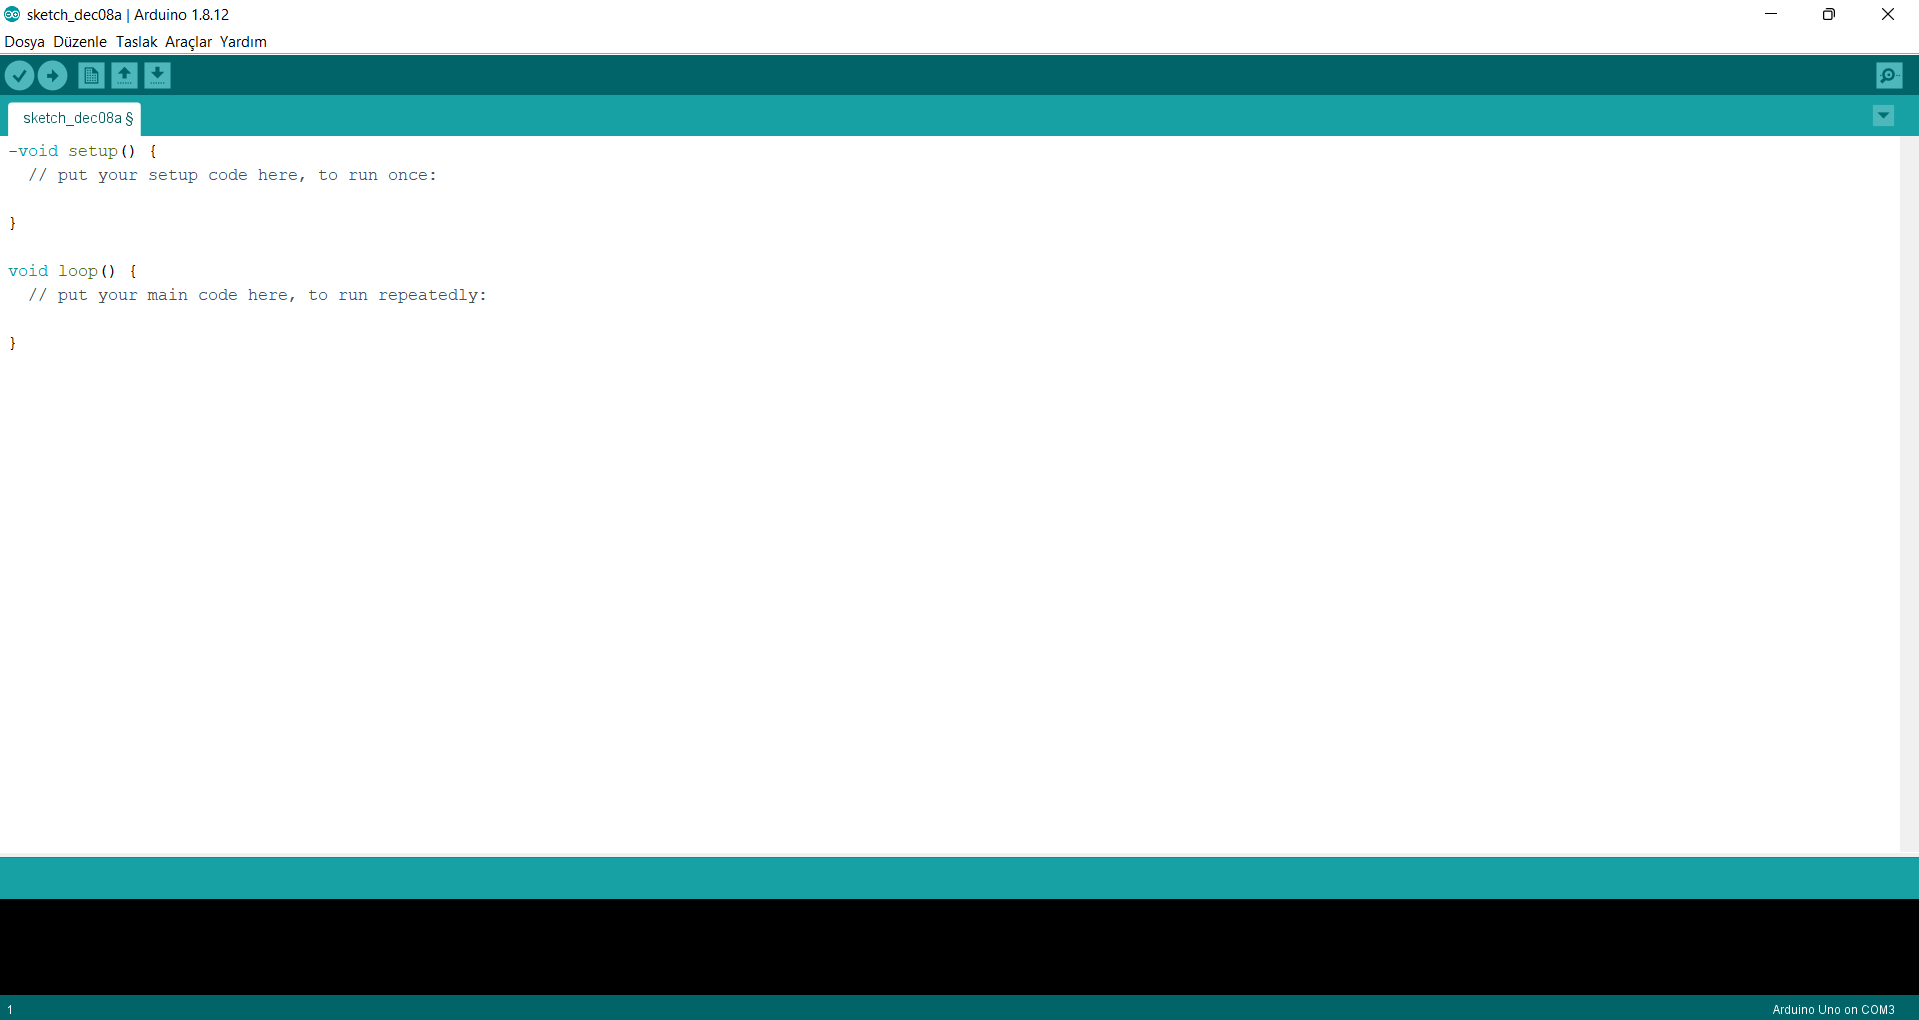 sketch_dec08a | Arduino 1.8.12
Dosya Düzenle Taslak Araçlar Yardım
sketch_dec08a §
-void setup() {
  // put your setup code here, to run once:
}
void loop() {
  // put your main code here, to run repeatedly:
}
1
Arduino Uno on COM3